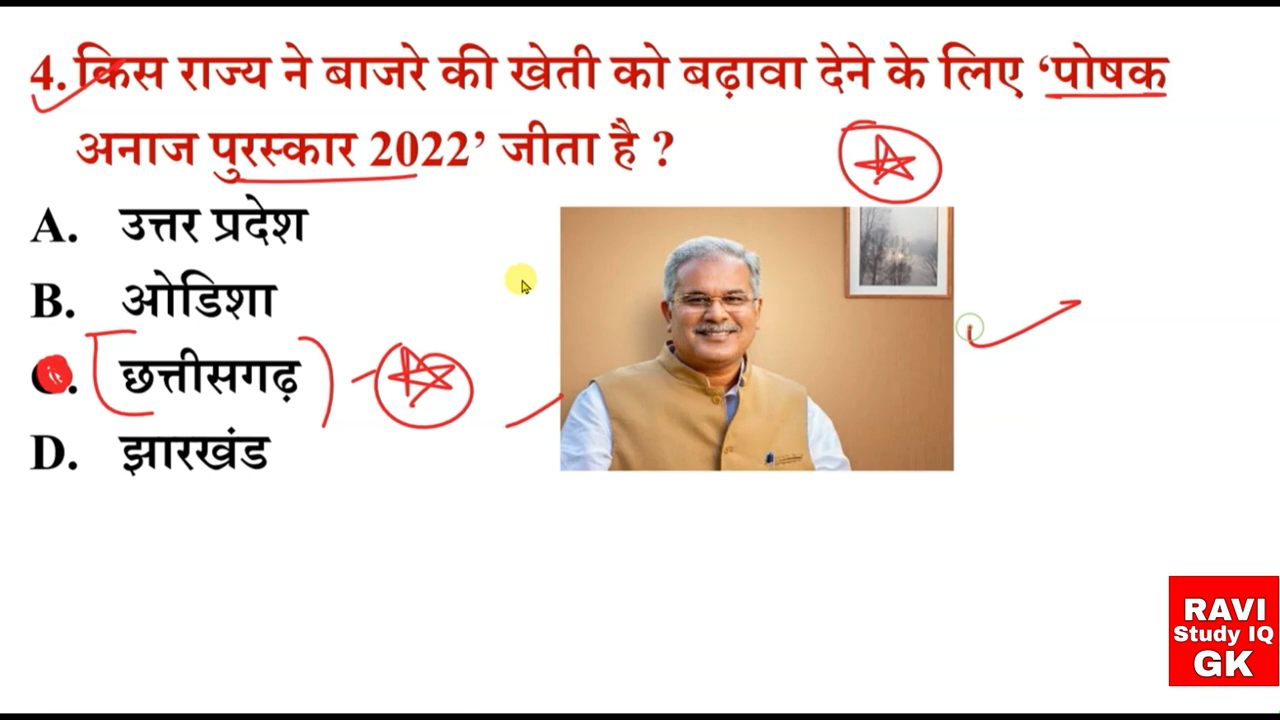 4. किस राज्य ने बाजरे की खेती को बढ़ावा देने के लिए ‘पोषक
अनाज पुरस्कार 2022’ जीता है ?
A. उत्तर प्रदेश
B. ओडिशा
C. छत्तीसगढ़
D. झारखंड
RAVI
Study IQ
GK